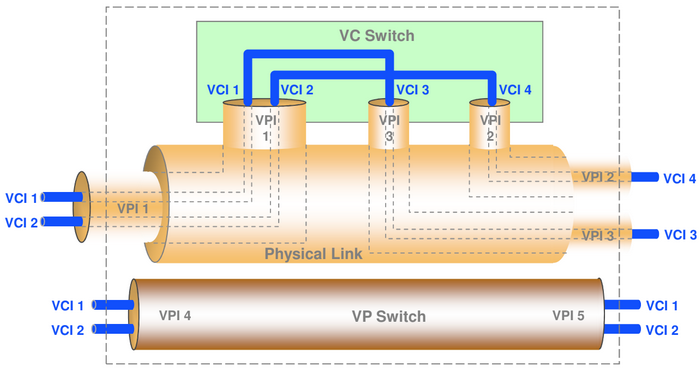 VC Switch
VCI 1
VCI 2
VCI 3
VCI 4
VPI
1
VPI
3
VPI
2
VCI 1
VCI 2
VPI 1
VPI 2
VCI 4
VPI 3
VCI 3
Physical Link
VCI 1
VCI 2
VPI 4
VP Switch
VPI 5
VCI 1
VCI 2